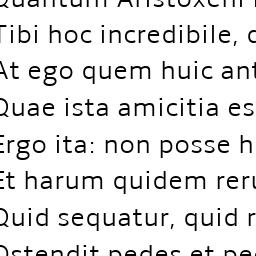 Quantum Aristoxeni
Tibi hoc incredibile,
At ego quem huic ant
Quae ista amicitia es
Ergo ita: non posse h
Et harum quidem reru
Quid sequatur, quid r
Ostendit pedes et pe